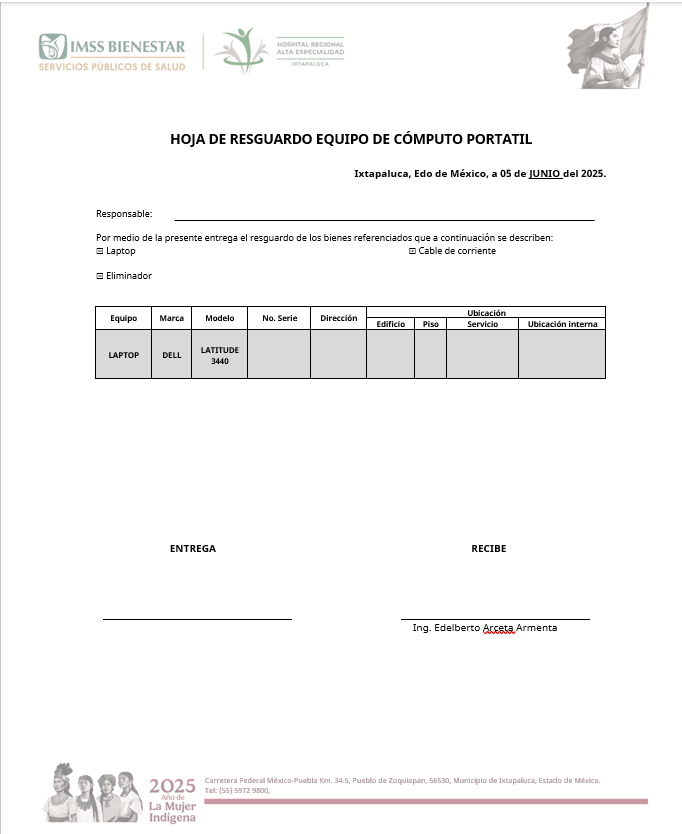 IMSS BIENESTAR
SERVICIOS PÚBLICOS DE SALUD
HOSPITAL REGIONAL
ALTA ESPECIALIDAD
IXTAPALUCA
HOJA DE RESGUARDO EQUIPO DE CÓMPUTO PORTATIL
Ixtapaluca, Edo de México, a 05 de JUNIO del 2025.
Responsable:
Por medio de la presente entrega el resguardo de los bienes referenciados que a continuación se describen:
Laptop
Cable de corriente
Eliminador
Equipo Marca Modelo No. Serie Dirección Ubicación
Edificio Piso Servicio Ubicación interna
LAPTOP DELL LATITUDE
3440
ENTREGA RECIBE
Ing. Edelberto Arceta Armenta
2025
Año de
La Mujer
Indígena
Carretera Federal México-Puebla Km. 34.5, Pueblo de Zoquiapan, 56530, Municipio de Ixtapaluca, Estado de México.
Tel: (55) 5972 9800,